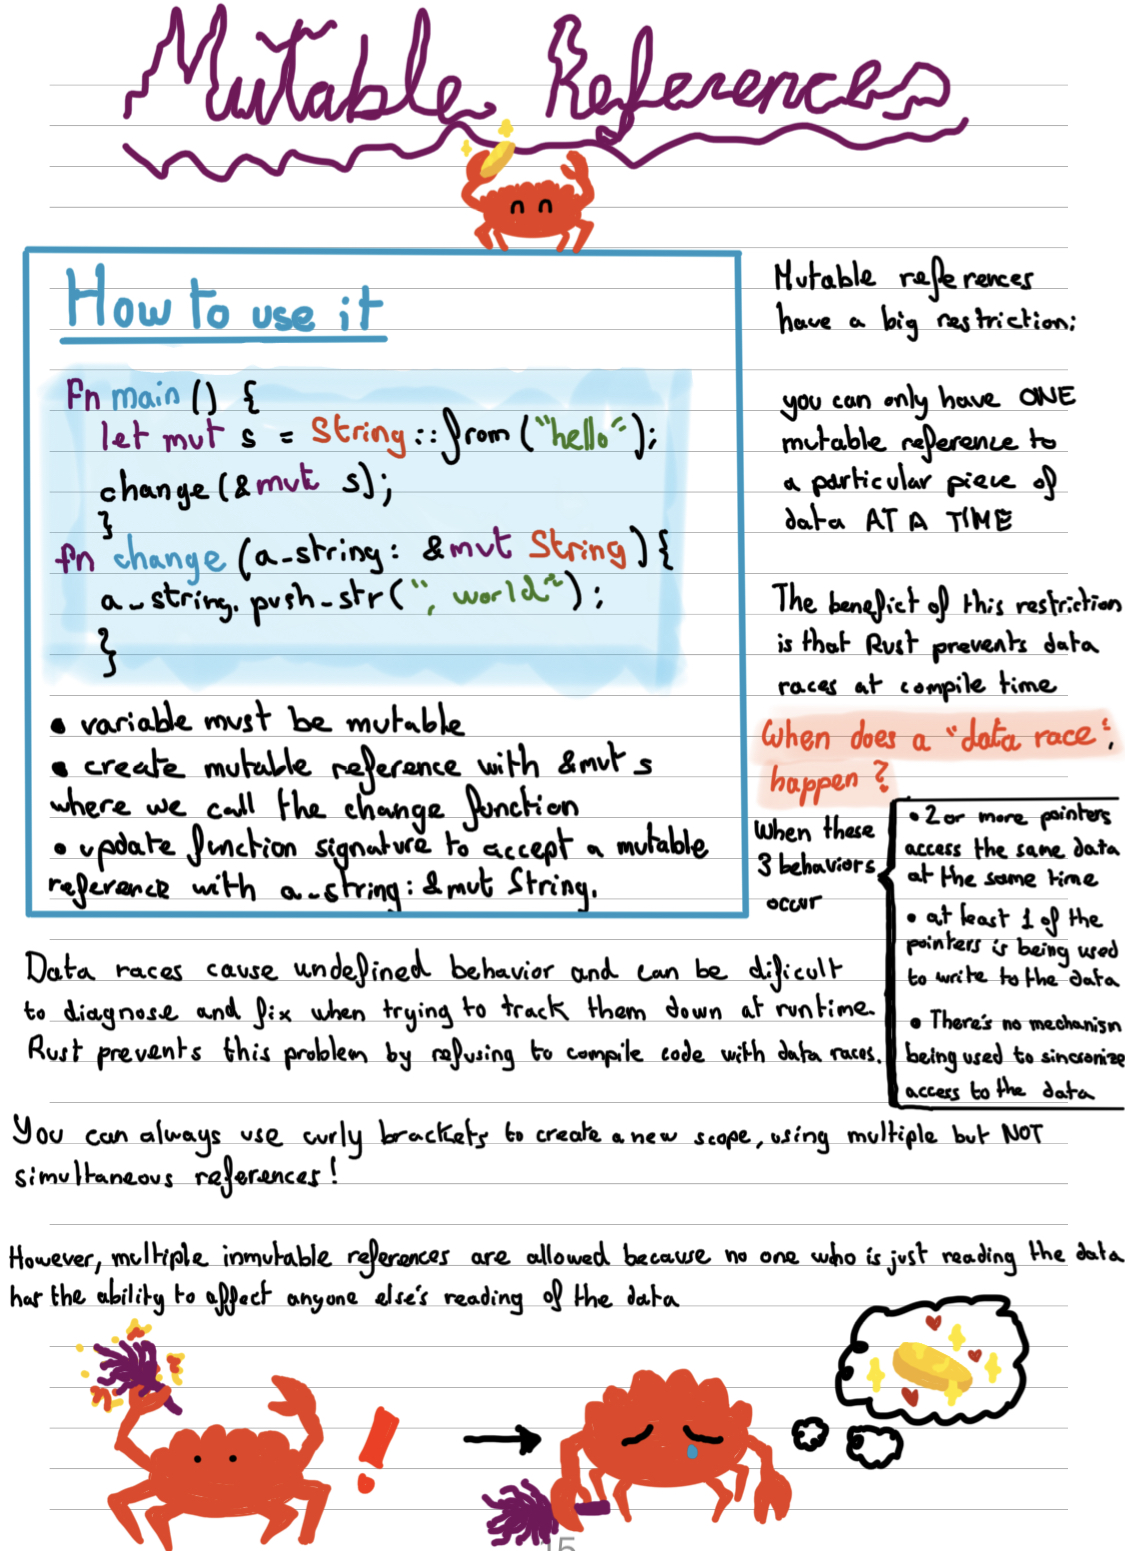 Mutable References
How to use it
fn main () {
let mut s = String::from ("hello");
change (&mut s);
}
fn change (a_string: &mut String) {
a_string.push_str (", world");
}
• variable must be mutable
• create mutable reference with &mut s
where we call the change function
• update function signature to accept a mutable
reference with a_string: &mut String.
Mutable references
have a big restriction:
you can only have ONE
mutable reference to
a particular piece of
data AT A TIME
The benefict of this restriction
is that Rust prevents data
races at compile time
When does a "data race"
happen?
When these
3 behaviors
occur
• 2 or more pointers
access the same data
at the same time
• at least 1 of the
pointers is being used
to write to the data
• There's no mechanism
being used to sincronize
access to the data
Data races cause undefined behavior and can be dificult
to diagnose and fix when trying to track them down at runtime.
Rust prevents this problem by refusing to compile code with data races.
You can always use curly brackets to create a new scope, using multiple but NOT
simultaneous references!
However, multiple inmutable references are allowed because no one who is just reading the data
has the ability to affect anyone else's reading of the data
15